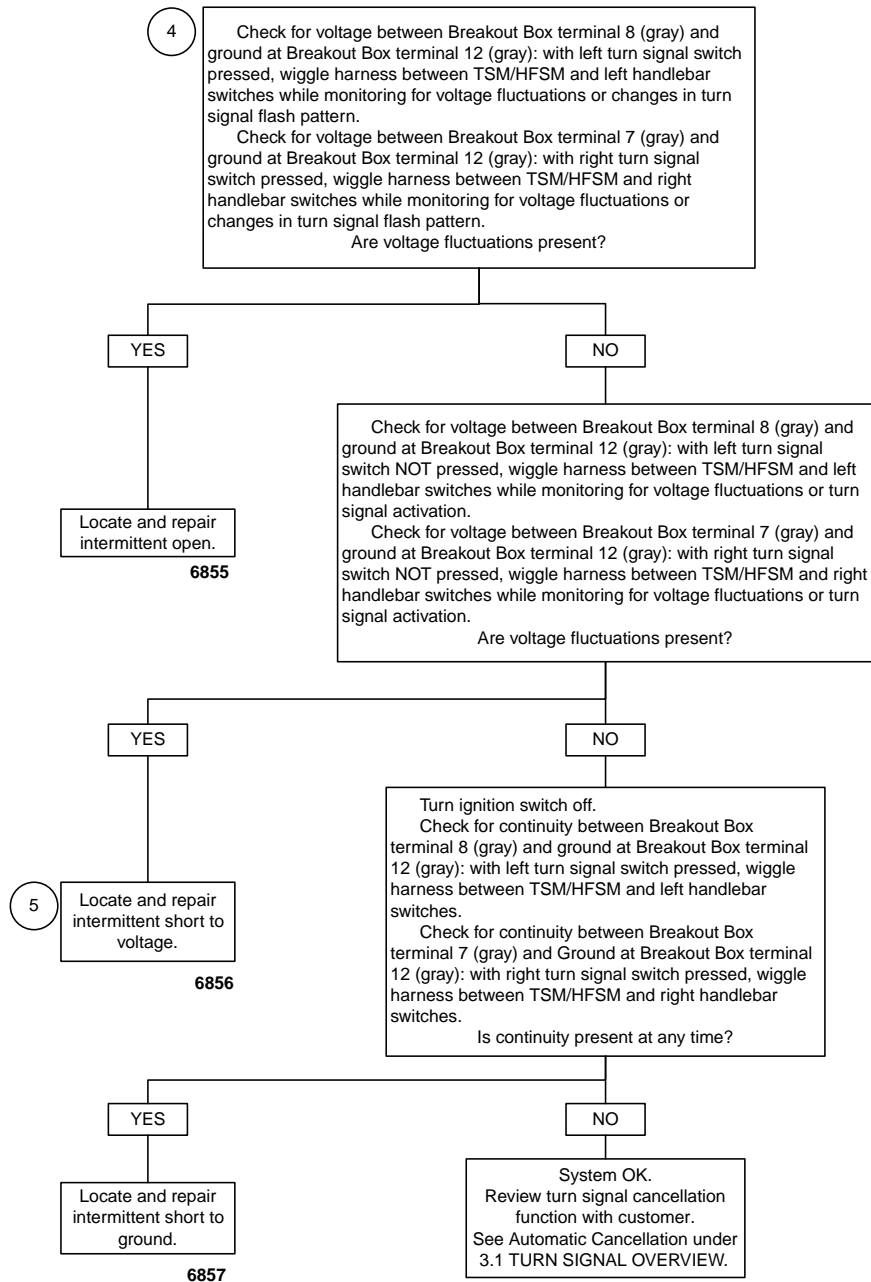 4
Check for voltage between Breakout Box terminal 8 (gray) and
ground at Breakout Box terminal 12 (gray): with left turn signal switch
pressed, wiggle harness between TSM/HFSM and left handlebar
switches while monitoring for voltage fluctuations or changes in turn
signal flash pattern.
Check for voltage between Breakout Box terminal 7 (gray) and
ground at Breakout Box terminal 12 (gray): with right turn signal
switch pressed, wiggle harness between TSM/HFSM and right
handlebar switches while monitoring for voltage fluctuations or
changes in turn signal flash pattern.
Are voltage fluctuations present?
YES
NO
Locate and repair
intermittent open.
6855
Check for voltage between Breakout Box terminal 8 (gray) and
ground at Breakout Box terminal 12 (gray): with left turn signal
switch NOT pressed, wiggle harness between TSM/HFSM and left
handlebar switches while monitoring for voltage fluctuations or turn
signal activation.
Check for voltage between Breakout Box terminal 7 (gray) and
ground at Breakout Box terminal 12 (gray): with right turn signal
switch NOT pressed, wiggle harness between TSM/HFSM and right
handlebar switches while monitoring for voltage fluctuations or turn
signal activation.
Are voltage fluctuations present?
YES
NO
5
Locate and repair
intermittent short to
voltage.
6856
Turn ignition switch off.
Check for continuity between Breakout Box
terminal 8 (gray) and ground at Breakout Box terminal
12 (gray): with left turn signal switch pressed, wiggle
harness between TSM/HFSM and left handlebar
switches.
Check for continuity between Breakout Box
terminal 7 (gray) and Ground at Breakout Box terminal
12 (gray): with right turn signal switch pressed, wiggle
harness between TSM/HFSM and right handlebar
switches.
Is continuity present at any time?
YES
NO
Locate and repair
intermittent short to
ground.
6857
System OK.
Review turn signal cancellation
function with customer.
See Automatic Cancellation under
3.1 TURN SIGNAL OVERVIEW.